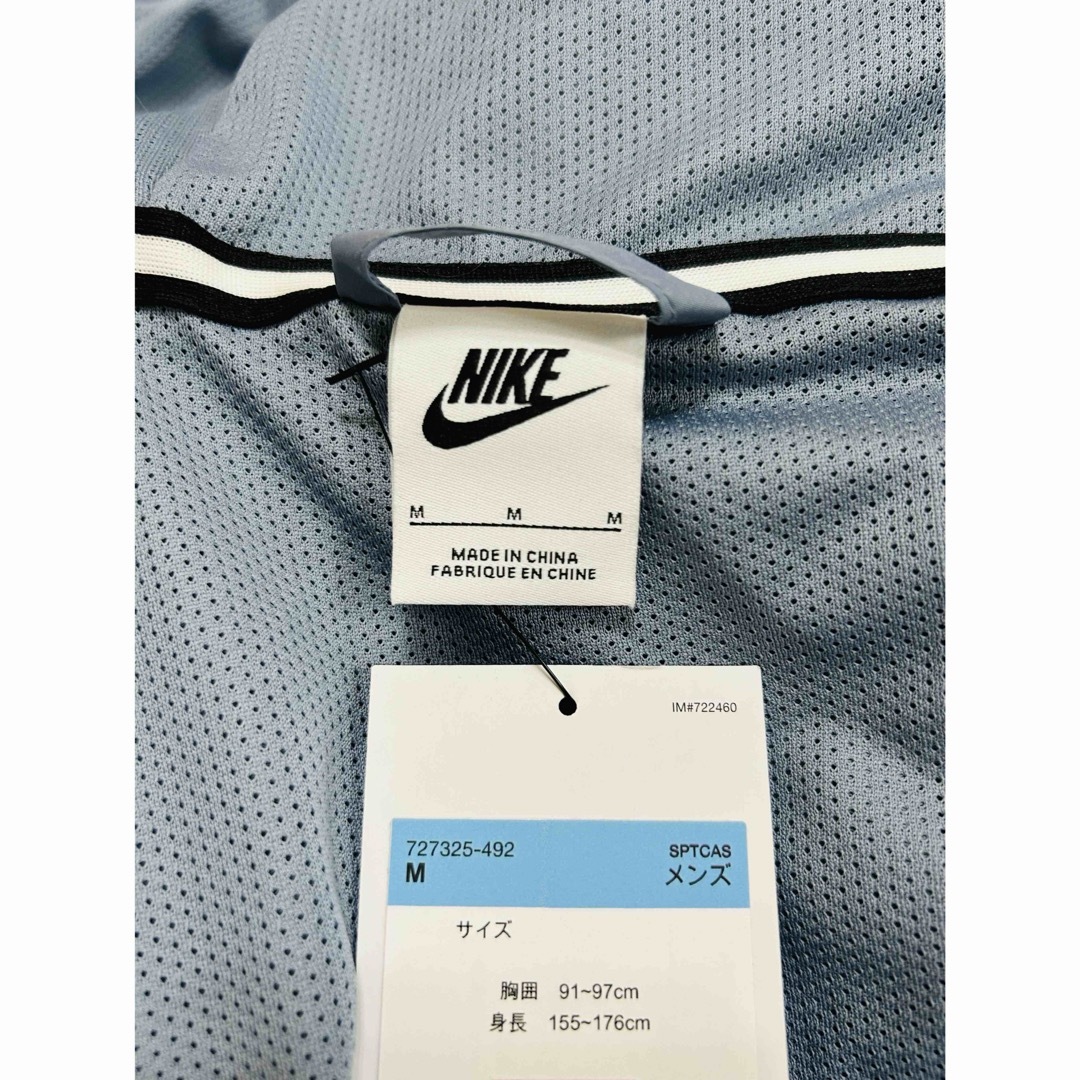 NIKE
M M M
MADE IN CHINA
FABRIQUE EN CHINE
IM#722460
727325-492 SPTCAS
M メンズ
サイズ
胸囲 91~97cm
身長 155~176cm